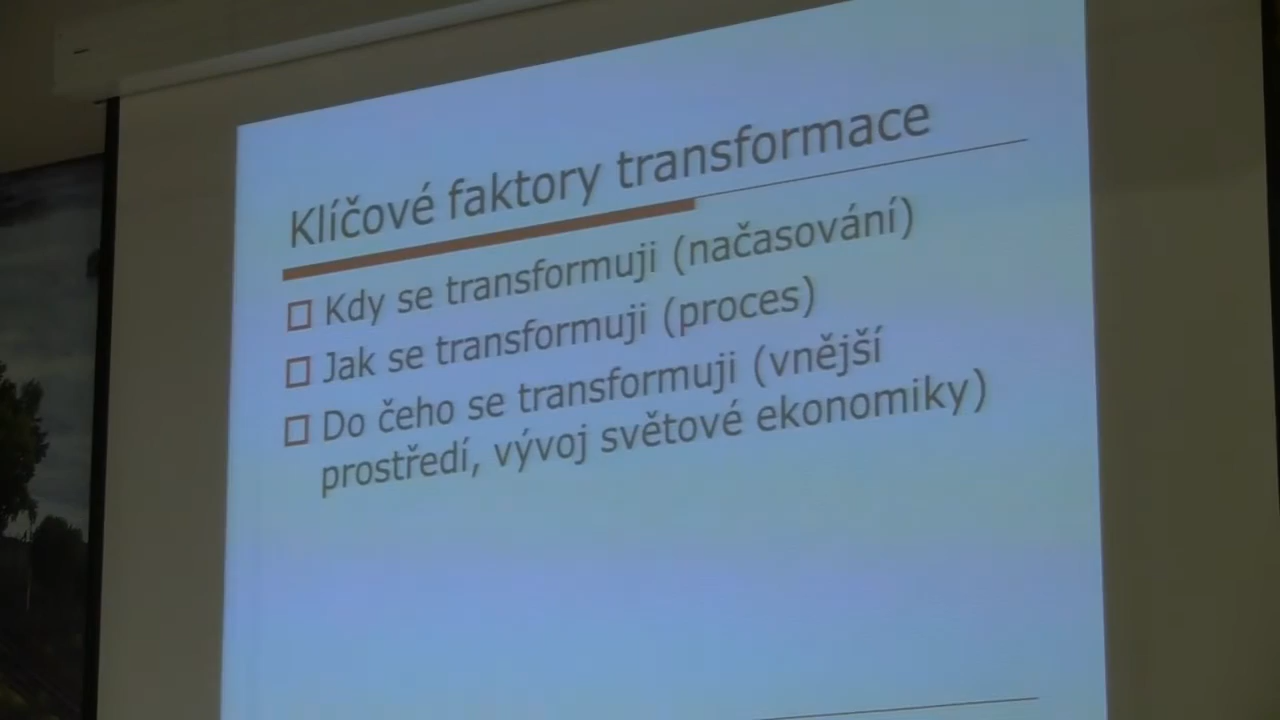 Klíčové faktory transformace
Kdy se transformuji (načasování)
Jak se transformuji (proces)
Do čeho se transformuji (vnější
prostředí, vývoj světové ekonomiky)